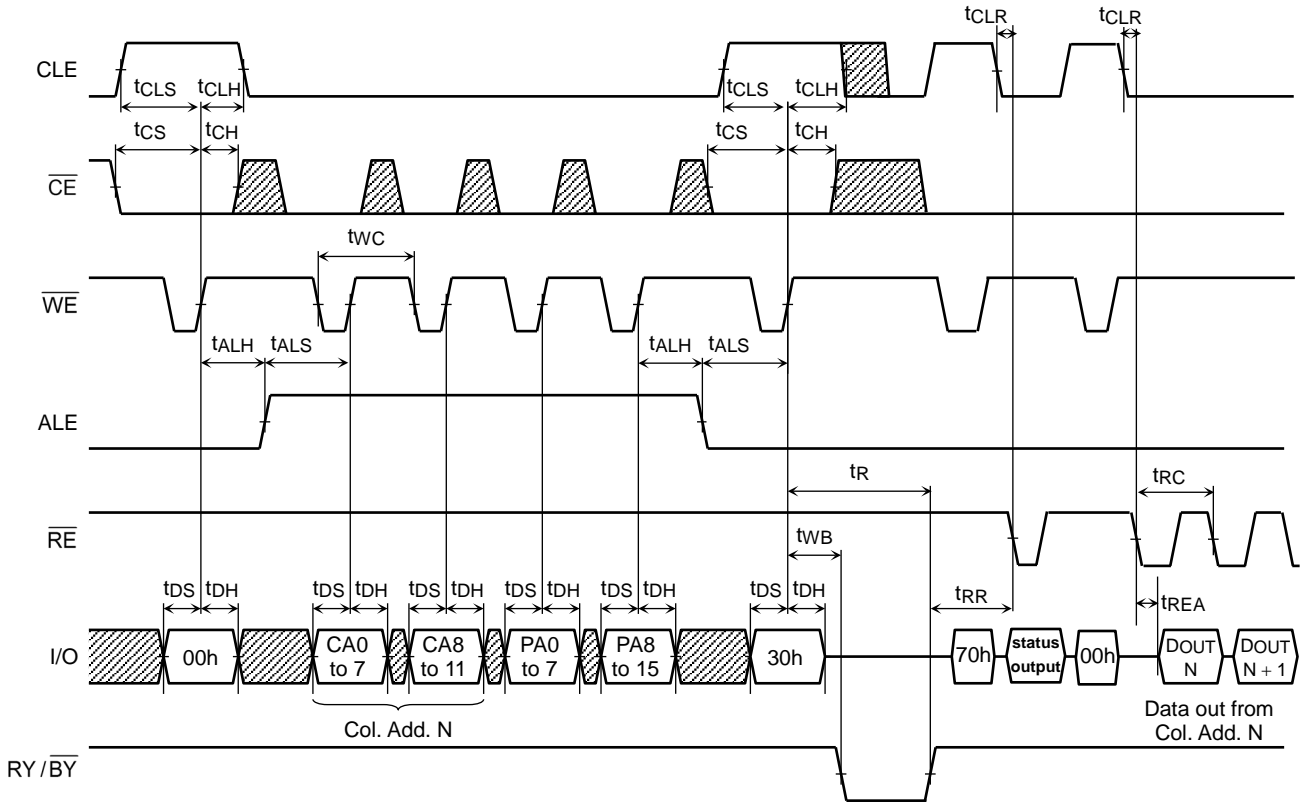 tCLR tCLR
CLE
tCLS tCLH tCLS tCLH
tCS tCH tCS tCH
CE
tWC
WE
tALH tALS tALH tALS
ALE
tR
tRC
RE
tWB
tDS tDH tDS tDH tDS tDH tDS tDH tDS tDH tDS tDH
tRR
tREA
I/O
00h
CA0 to 7
CA8 to 11
PA0 to 7
PA8 to 15
30h
70h
status output
00h
DOUT N
DOUT N + 1
Col. Add. N
Data out from
Col. Add. N
RY / BY